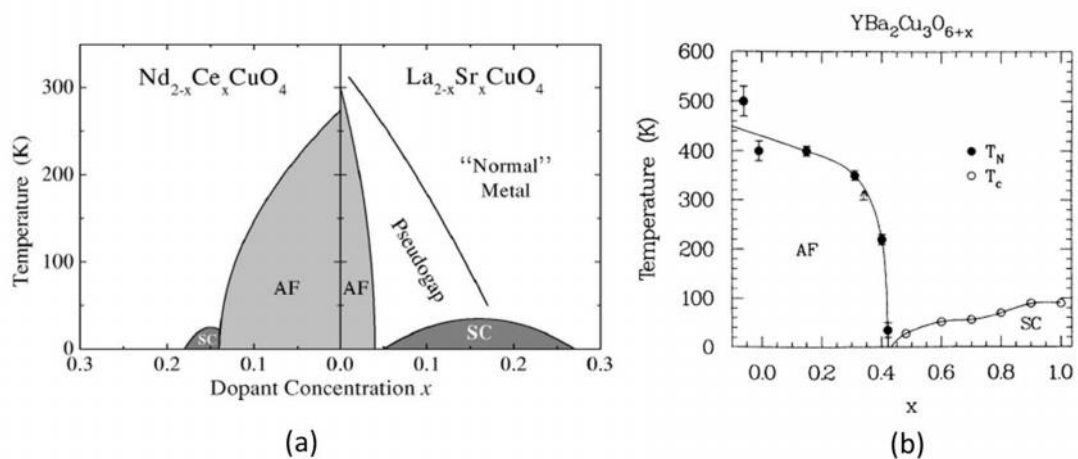 Nd₂₋ₓCeₓCuO₄
La₂₋ₓSrₓCuO₄
"Normal"
Metal
Pseudogap
AF
AF
SC
SC
Temperature (K)
300
200
100
0
0.3 0.2 0.1 0.0 0.1 0.2 0.3
Dopant Concentration x
(a)
YBa₂Cu₃O₆₊ₓ
Temperature (K)
600
500
400
300
200
100
0
T_N
T_c
AF
SC
0.0 0.2 0.4 0.6 0.8 1.0
x
(b)